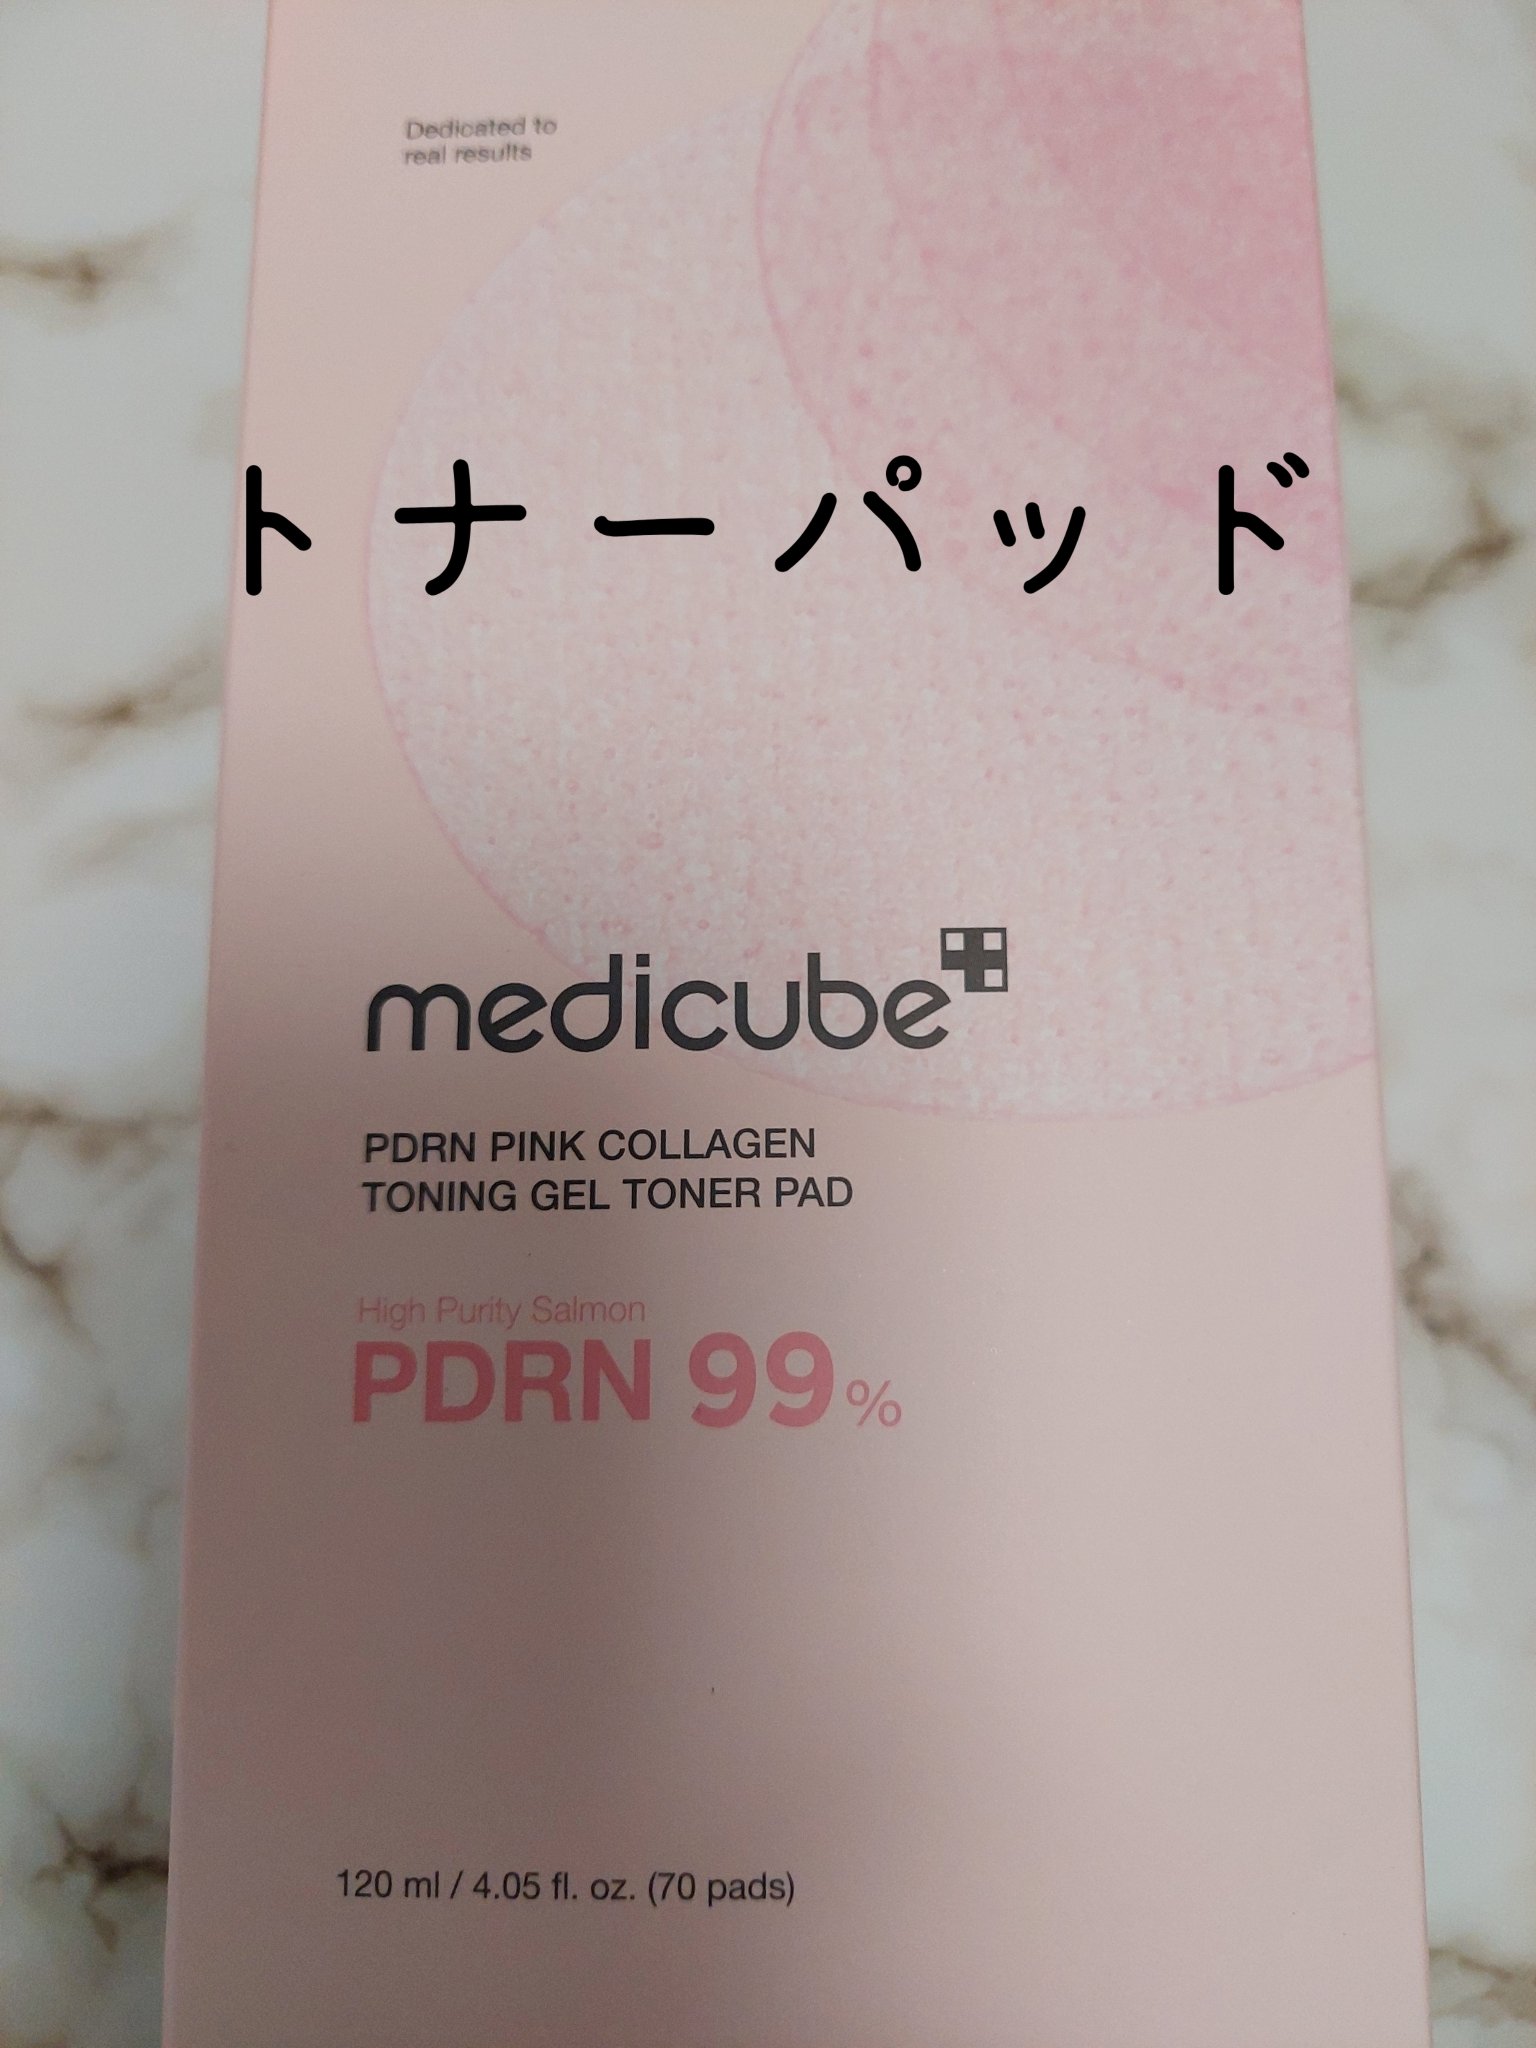 Dedicated to
real results
トナーパッド
medicube
PDRN PINK COLLAGEN
TONING GEL TONER PAD
High Purity Salmon
PDRN 99%
120 ml / 4.05 fl. oz. (70 pads)